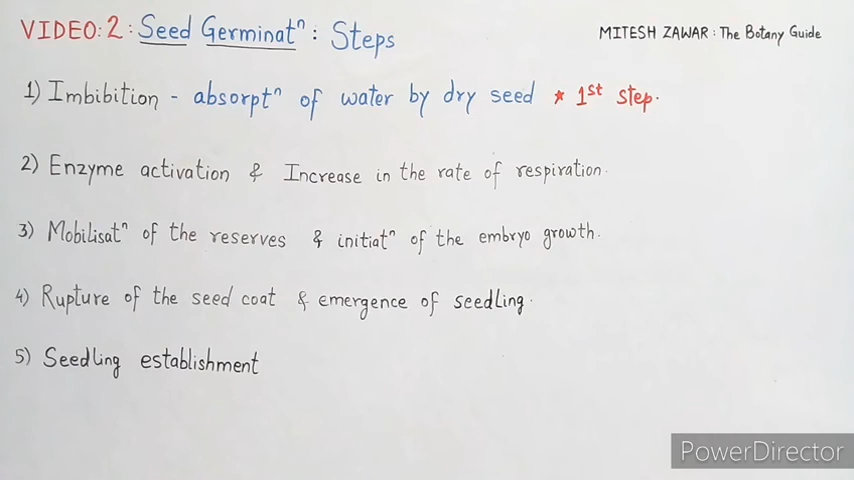 VIDEO:2: Seed Germinatⁿ: Steps
MITESH ZAWAR: The Botany Guide
1) Imbibition - absorptⁿ of water by dry seed * 1st step.
2) Enzyme activation & Increase in the rate of respiration.
3) Mobilisatⁿ of the reserves & initiatⁿ of the embryo growth.
4) Rupture of the seed coat & emergence of seedling.
5) Seedling establishment
PowerDirector